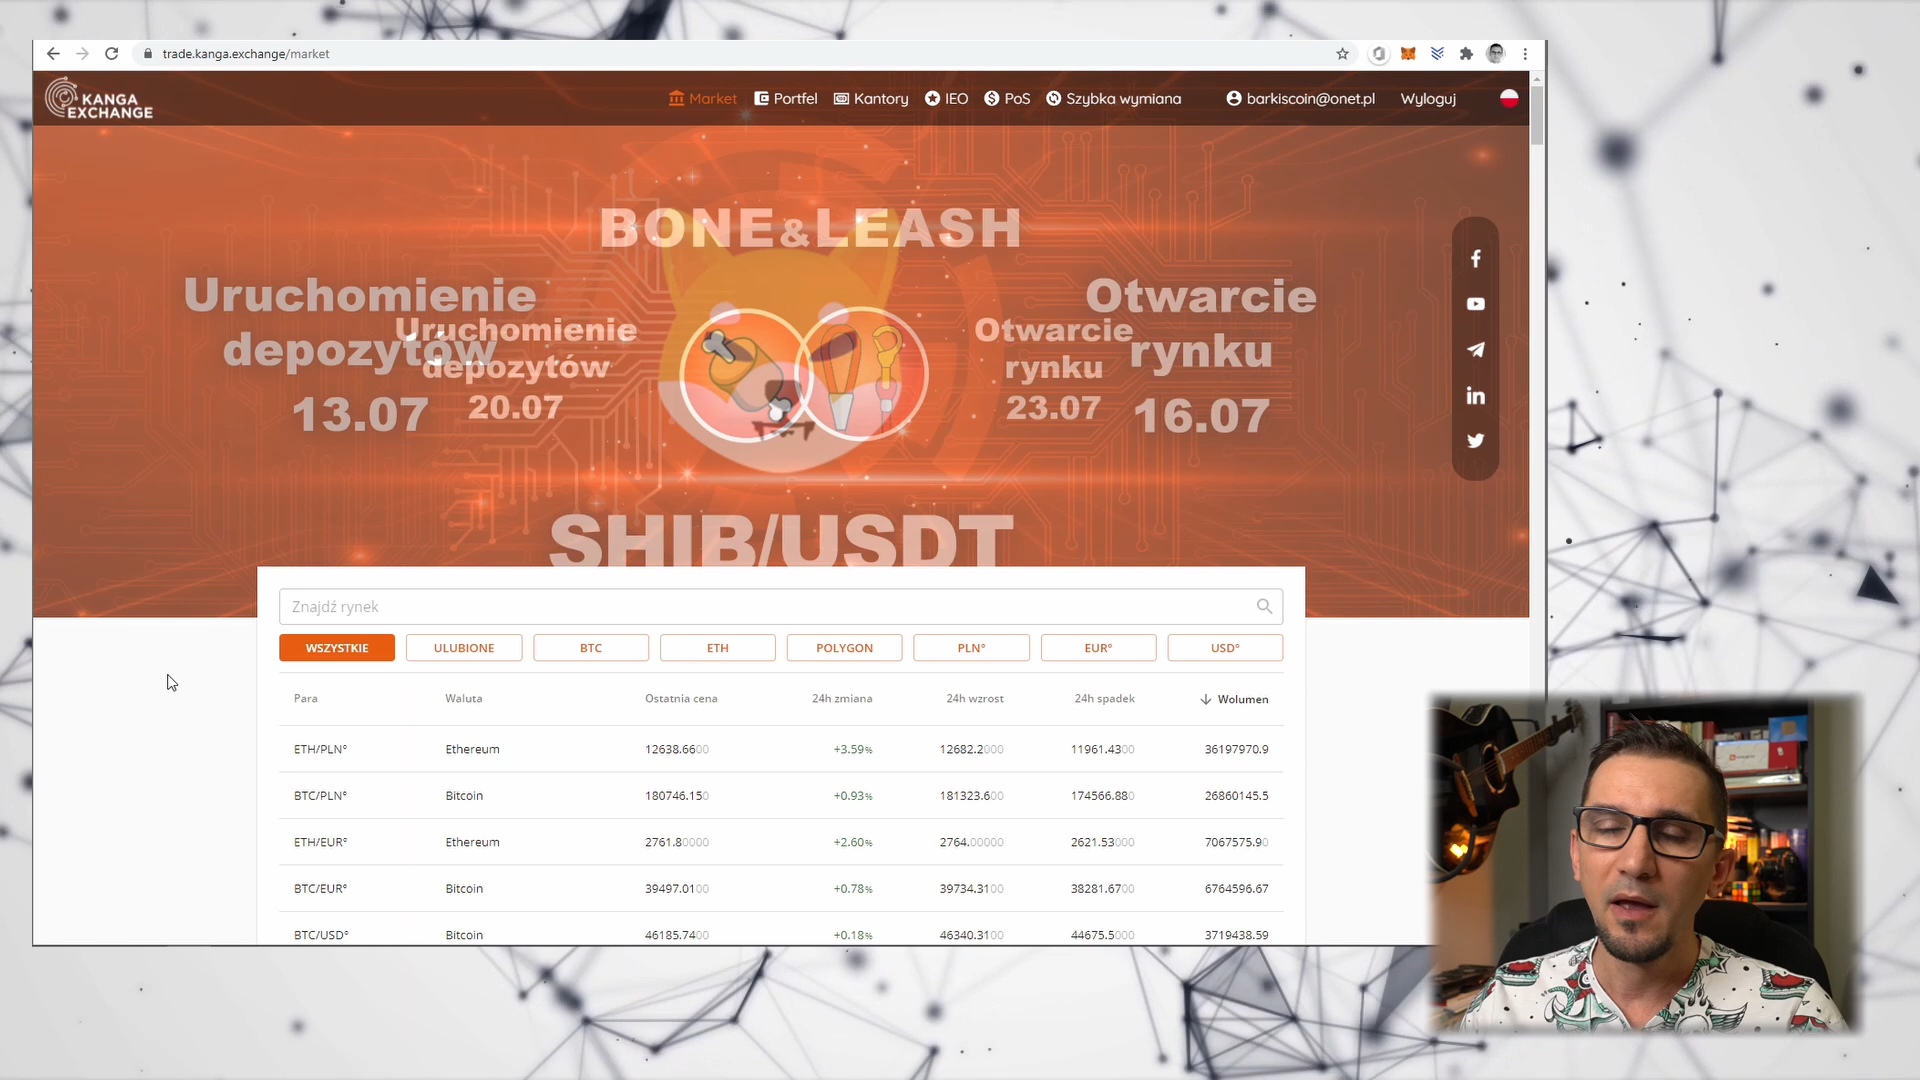 trade.kanga.exchange/market
KANGA
EXCHANGE
Market
Portfel
Kantory
IEO
PoS
Szybka wymiana
barkiscoin@onet.pl
Wyloguj
BONE&LEASH
Uruchomienie
depozytów
13.07
Uruchomienie
depozytów
20.07
Otwarcie
rynku
23.07
Otwarcie
rynku
16.07
SHIB/USDT
Znajdź rynek
WSZYSTKIE
ULUBIONE
BTC
ETH
POLYGON
PLN°
EUR°
USD°
Para Waluta Ostatnia cena 24h zmiana 24h wzrost 24h spadek Wolumen
ETH/PLN° Ethereum 12638.6600 +3.59% 12682.2000 11961.4300 36197970.9
BTC/PLN° Bitcoin 180746.150 +0.93% 181323.600 174566.880 26860145.5
ETH/EUR° Ethereum 2761.80000 +2.60% 2764.00000 2621.53000 7067575.90
BTC/EUR° Bitcoin 39497.0100 +0.78% 39734.3100 38281.6700 6764596.67
BTC/USD° Bitcoin 46185.7400 +0.18% 46340.3100 44675.5000 3719438.59